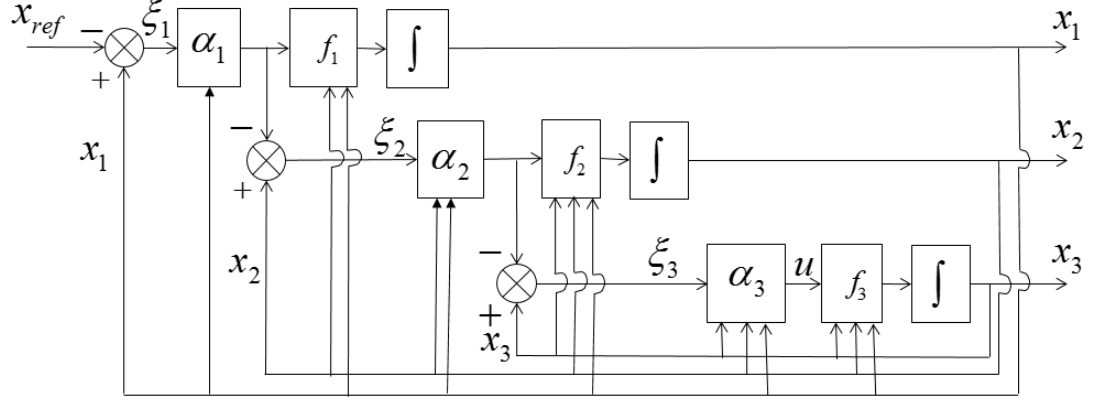 x_ref − ξ₁ α₁ f₁ ∫ x₁
+
x₁ − ξ₂ α₂ f₂ ∫ x₂
+
x₂ − ξ₃ α₃ u f₃ ∫ x₃
+
x₃